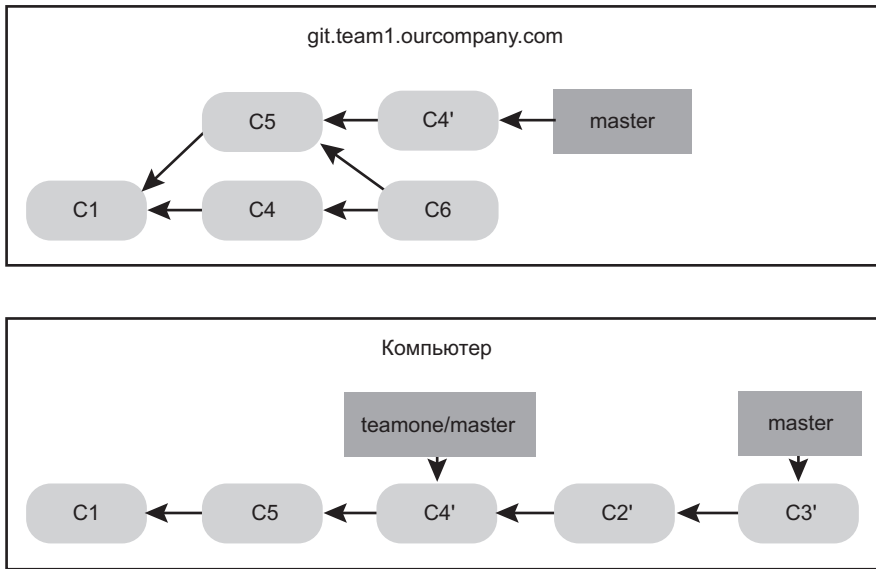 git.team1.ourcompany.com
C5
C4'
master
C1
C4
C6
Компьютер
teamone/master
master
C1
C5
C4'
C2'
C3'